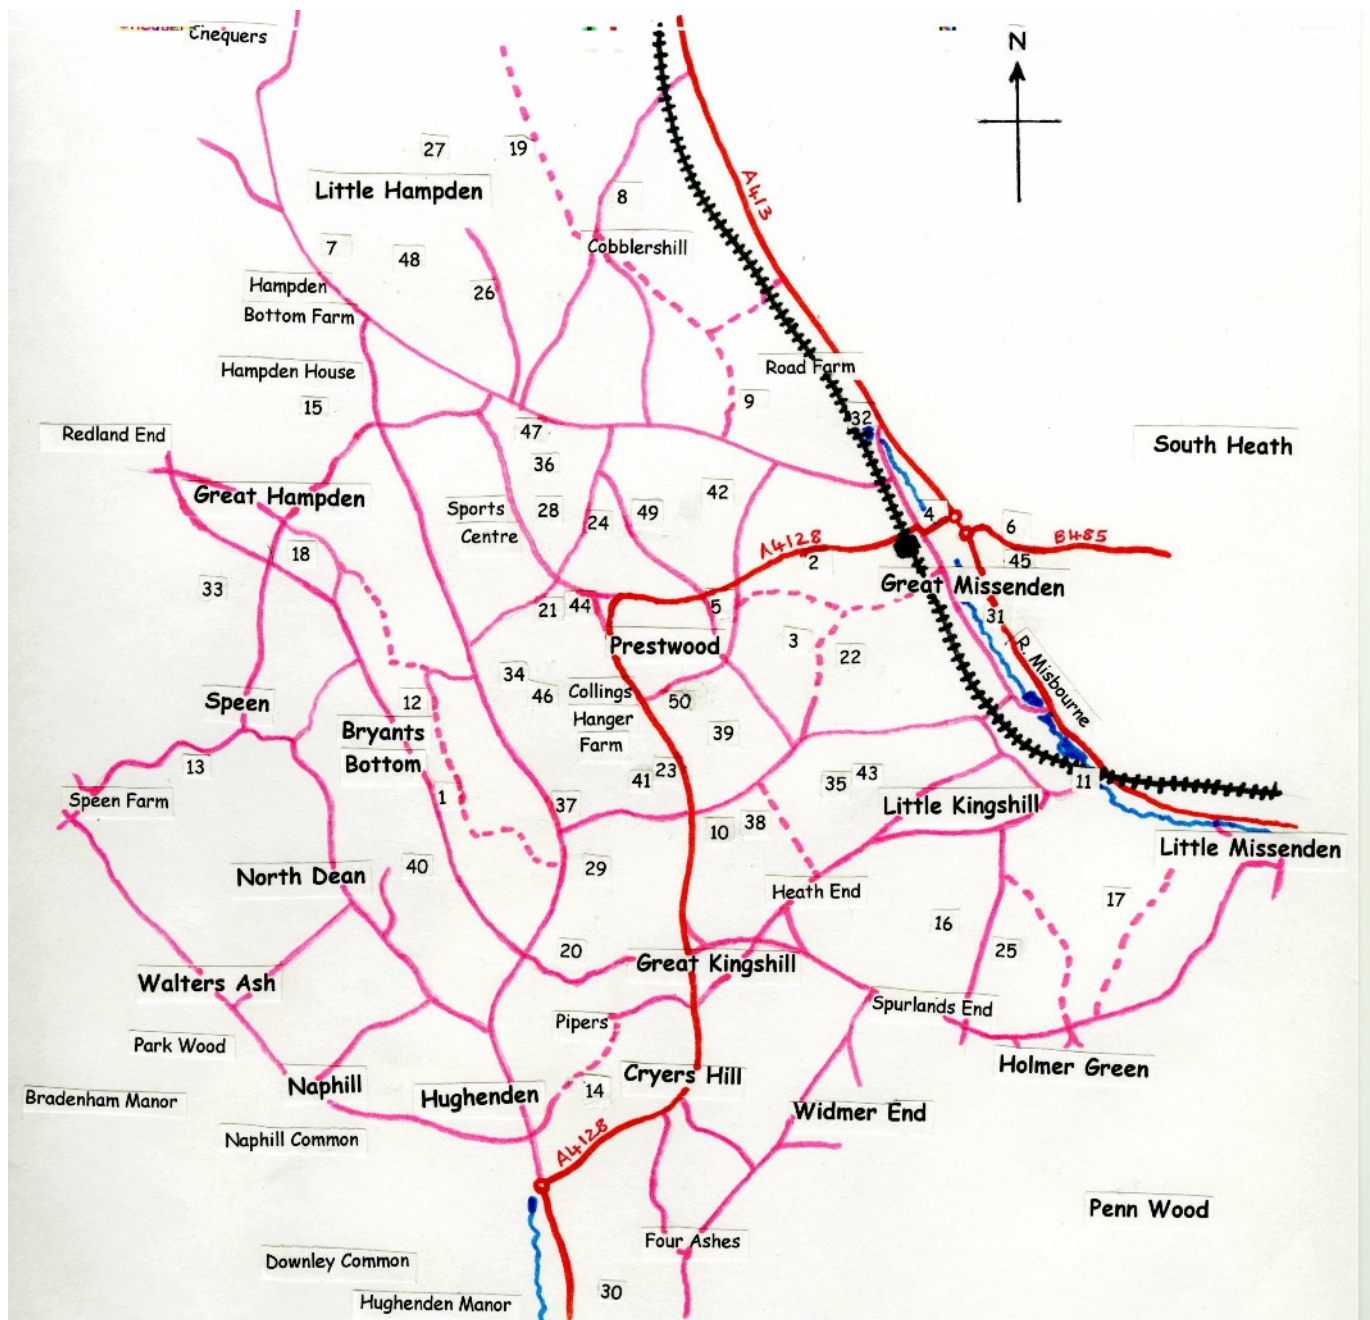 Chequers
N
27
19
Little Hampden
8
A413
7
48
Cobblershill
Hampden
26
Bottom Farm
Road Farm
Hampden House
15
9
32
Redland End
47
South Heath
36
Great Hampden
42
Sports
28
24
49
4
6
Centre
A4128
B485
18
2
45
33
Great Missenden
21
44
5
31
Prestwood
3
22
R. Misbourne
34
46
Collings
50
Speen
12
Hanger
Bryants
39
Farm
Bottom
13
41
23
35
43
11
1
Speen Farm
37
Little Kingshill
10
38
Little Missenden
North Dean
40
29
Heath End
17
16
20
25
Great Kingshill
Walters Ash
Spurlands End
Pipers
Park Wood
Holmer Green
Naphill
Cryers Hill
Hughenden
14
Bradenham Manor
Widmer End
Naphill Common
A4128
Penn Wood
Four Ashes
Downley Common
30
Hughenden Manor